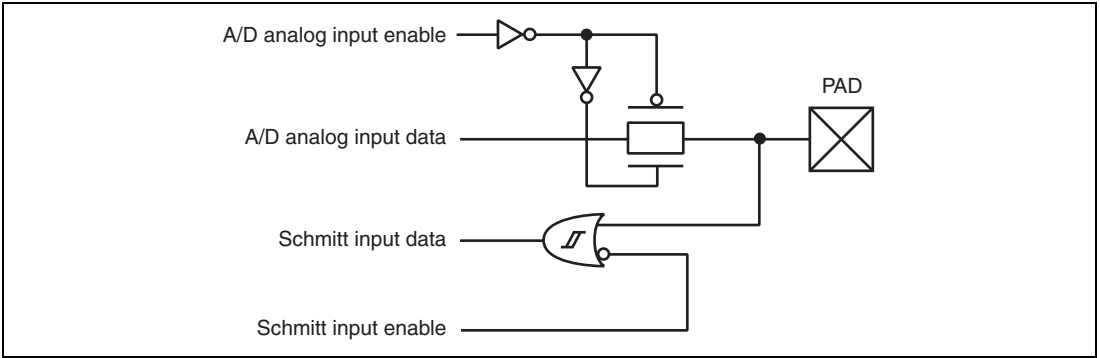 A/D analog input enable
PAD
A/D analog input data
Schmitt input data
Schmitt input enable